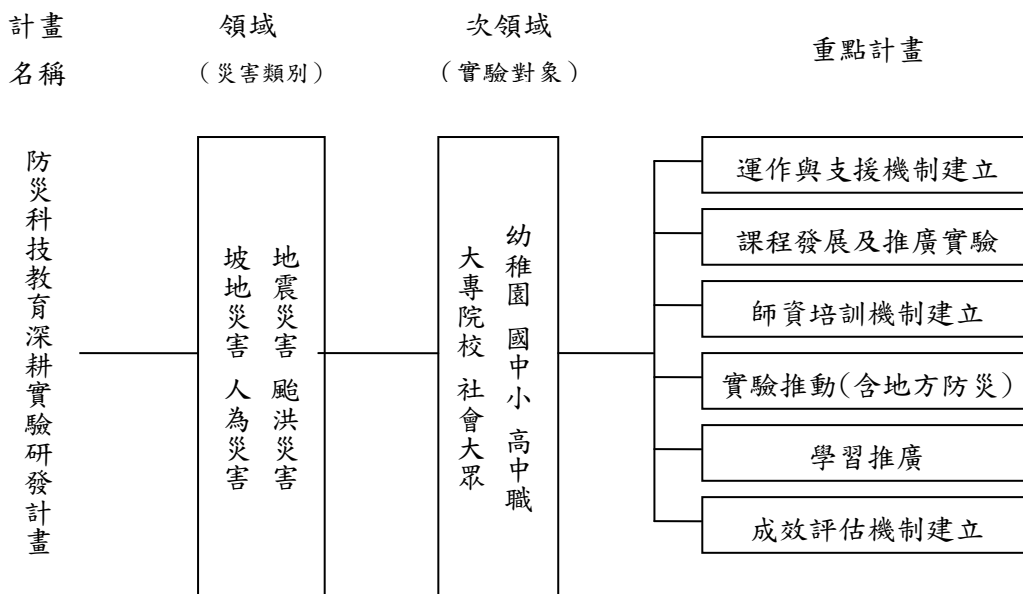 計畫
名稱
領域
（災害類別）
次領域
（實驗對象）
重點計畫
防災科技教育深耕實驗研發計畫
地震災害 颱洪災害
坡地災害 人為災害
幼稚園 國中小 高中職
大專院校 社會大眾
運作與支援機制建立
課程發展及推廣實驗
師資培訓機制建立
實驗推動(含地方防災)
學習推廣
成效評估機制建立